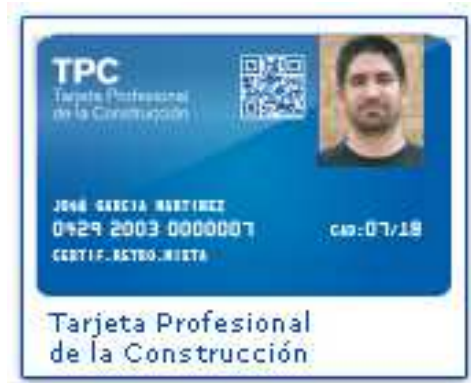 TPC
Tarjeta Profesional
de la Construcción
JOSÉ GARCIA MARTINEZ
0429 2003 0000007
CAD:07/18
CERTIF.RETRO.MIXTA
Tarjeta Profesional
de la Construcción